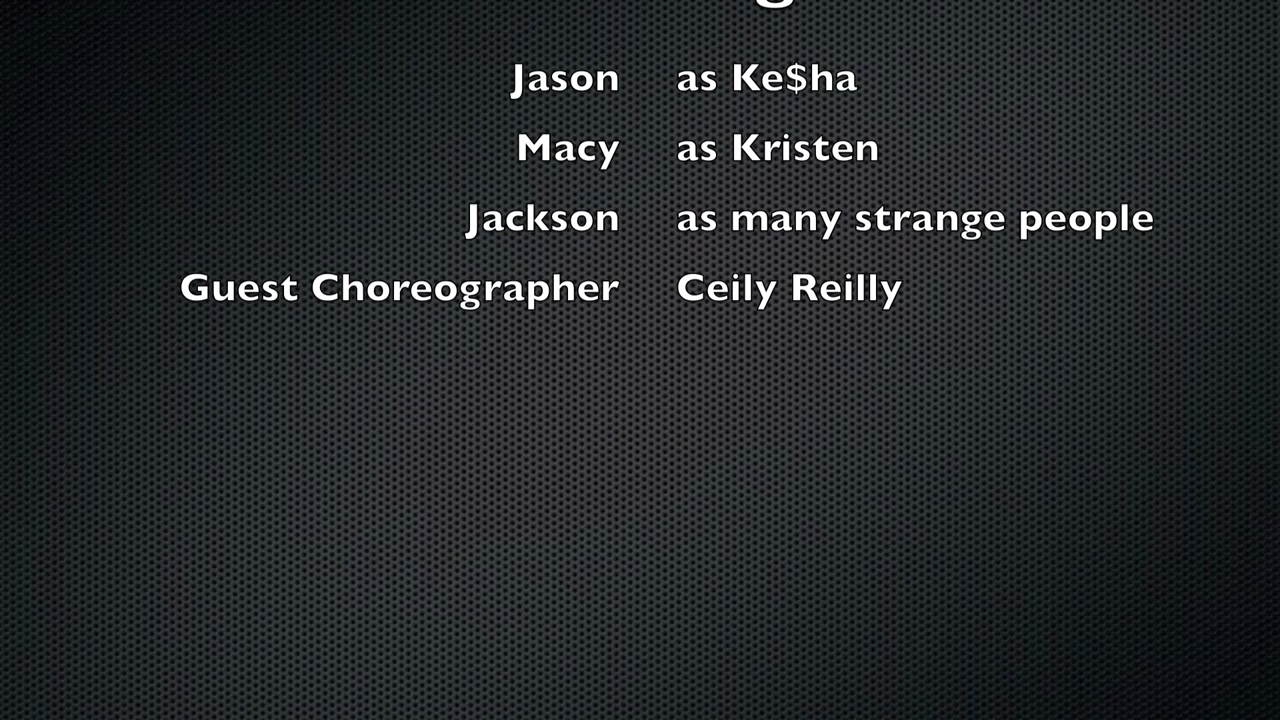 Jason as Ke$ha
Macy as Kristen
Jackson as many strange people
Guest Choreographer Ceily Reilly